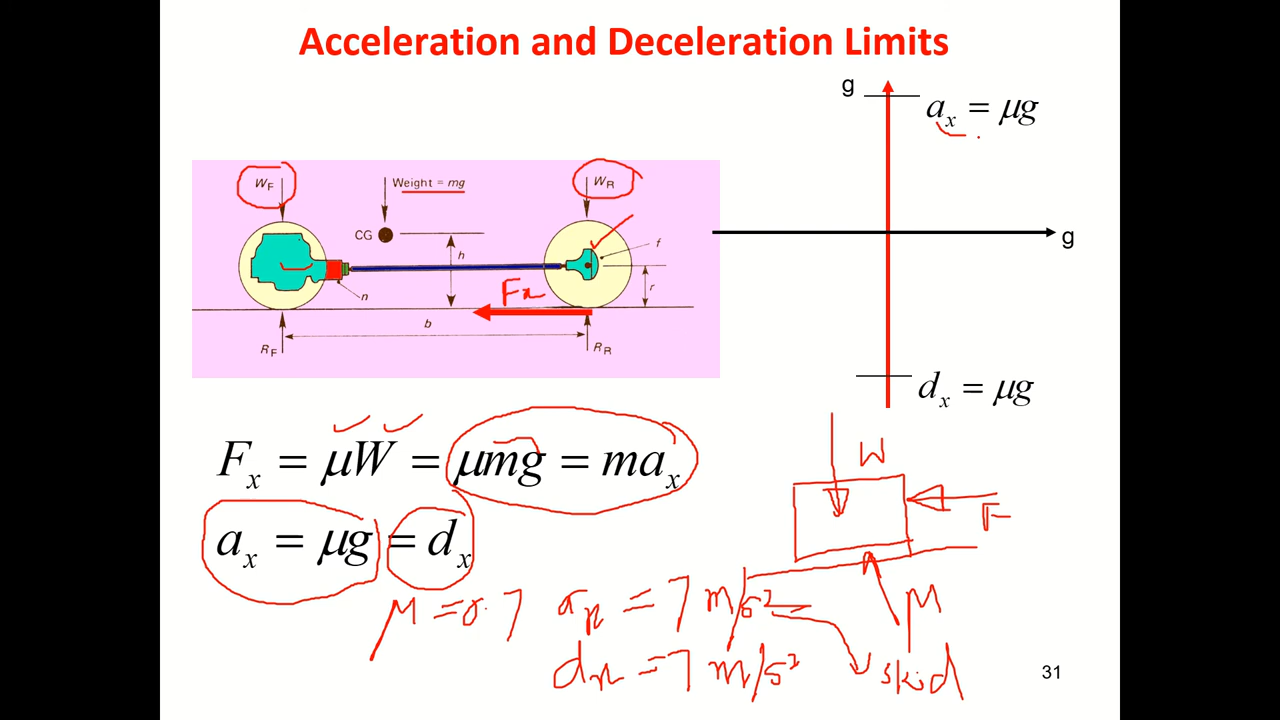 Acceleration and Deceleration Limits
g
a_x = μg
W_F
Weight = mg
W_R
CG
h
f
g
n
F_x
r
b
R_F
R_R
d_x = μg
F_x = μW = μmg = ma_x
W
F
a_x = μg = d_x
μ = 0.7 a_x = 7 m/s² μ
d_x = 7 m/s² skid
31